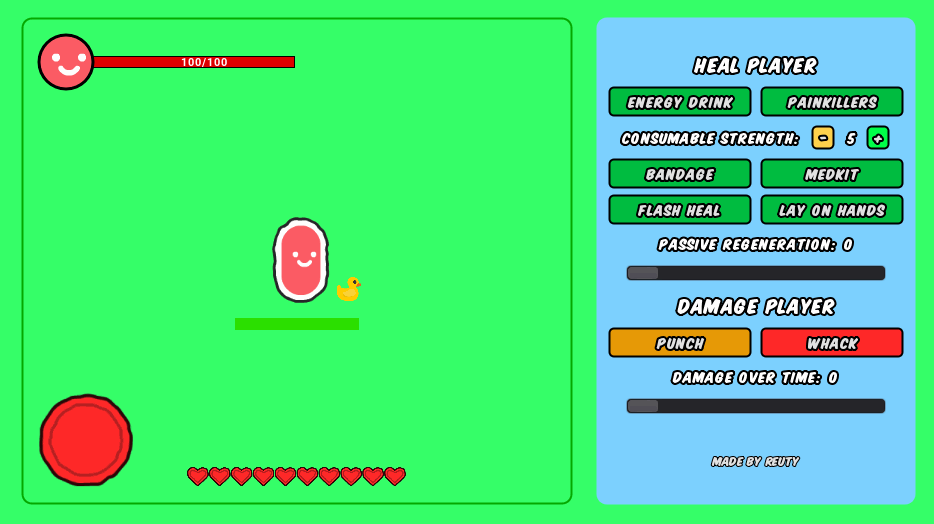 100/100
HEAL PLAYER
ENERGY DRINK PAINKILLERS
CONSUMABLE STRENGTH: - 5 +
BANDAGE MEDKIT
FLASH HEAL LAY ON HANDS
PASSIVE REGENERATION: 0
DAMAGE PLAYER
PUNCH WHACK
DAMAGE OVER TIME: 0
MADE BY REUTY